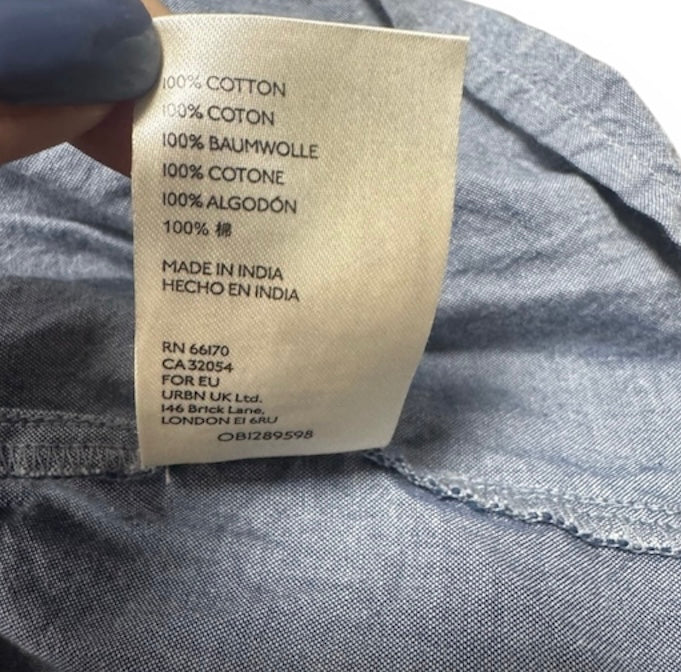 100% COTTON
100% COTON
100% BAUMWOLLE
100% COTONE
100% ALGODÓN
100% 棉
MADE IN INDIA
HECHO EN INDIA
RN 66170
CA 32054
FOR EU
URBN UK Ltd.
146 Brick Lane,
LONDON E1 6RU
OB1289598